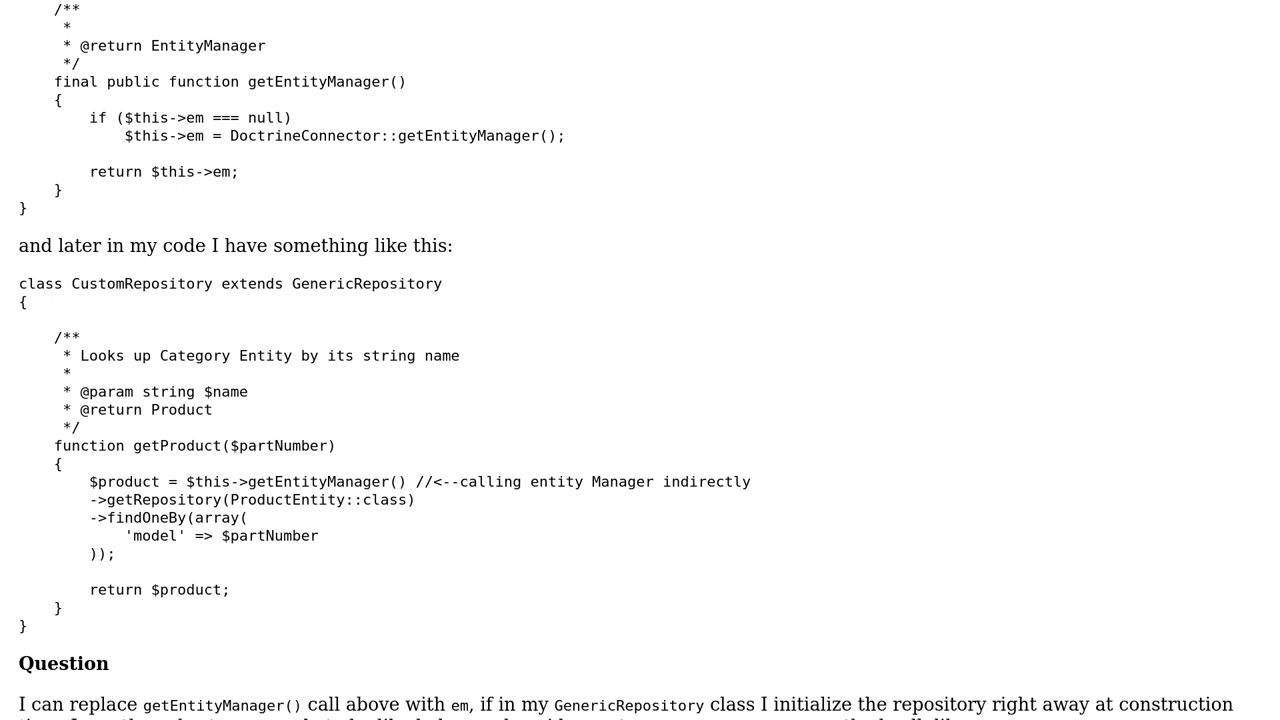 /**
 *
 * @return EntityManager
 */
final public function getEntityManager()
{
if ($this->em === null)
$this->em = DoctrineConnector::getEntityManager();
return $this->em;
}
}
and later in my code I have something like this:
class CustomRepository extends GenericRepository
{
/**
 * Looks up Category Entity by its string name
 *
 * @param string $name
 * @return Product
 */
function getProduct($partNumber)
{
$product = $this->getEntityManager() //<--calling entity Manager indirectly
->getRepository(ProductEntity::class)
->findOneBy(array(
'model' => $partNumber
));
return $product;
}
}
Question
I can replace getEntityManager() call above with em, if in my GenericRepository class I initialize the repository right away at construction